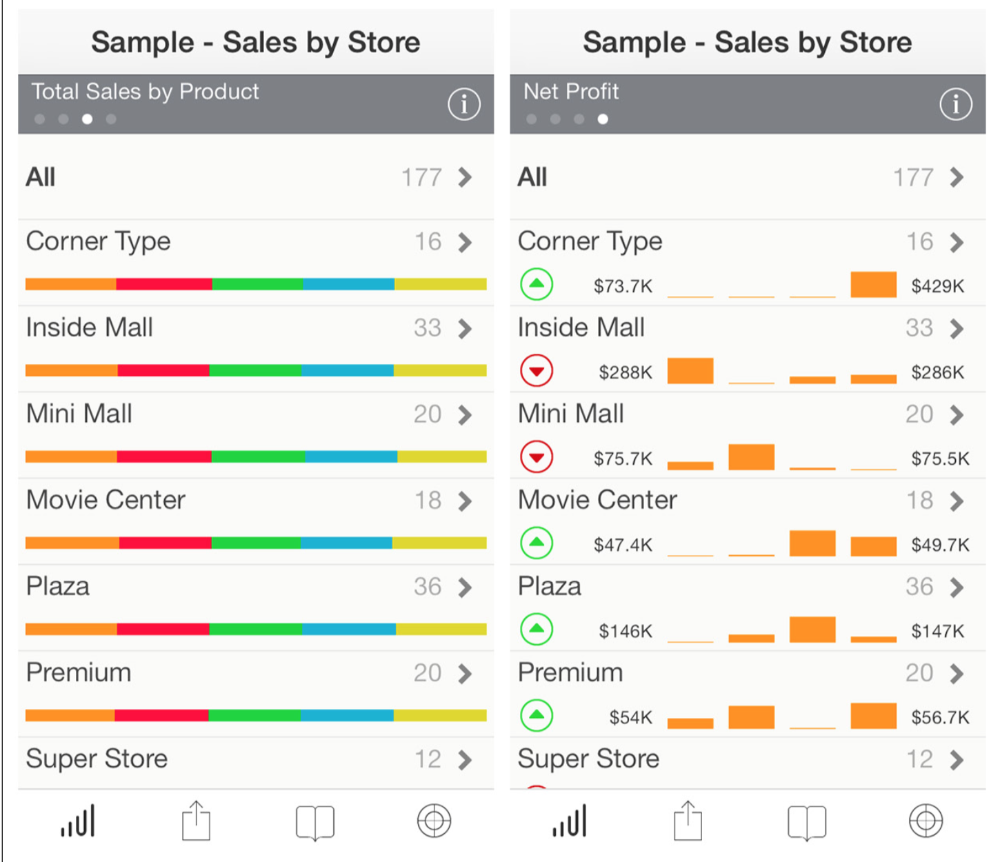 Sample - Sales by Store
Total Sales by Product
i
All 177
Corner Type 16
Inside Mall 33
Mini Mall 20
Movie Center 18
Plaza 36
Premium 20
Super Store 12
Sample - Sales by Store
Net Profit
i
All 177
Corner Type 16
$73.7K $429K
Inside Mall 33
$288K $286K
Mini Mall 20
$75.7K $75.5K
Movie Center 18
$47.4K $49.7K
Plaza 36
$146K $147K
Premium 20
$54K $56.7K
Super Store 12